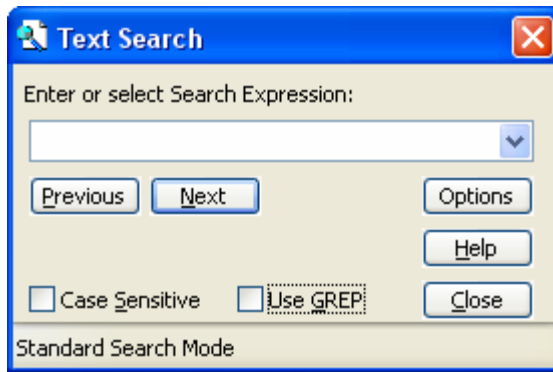 Text Search
Enter or select Search Expression:
Previous Next Options
Help
Case Sensitive Use GREP Close
Standard Search Mode